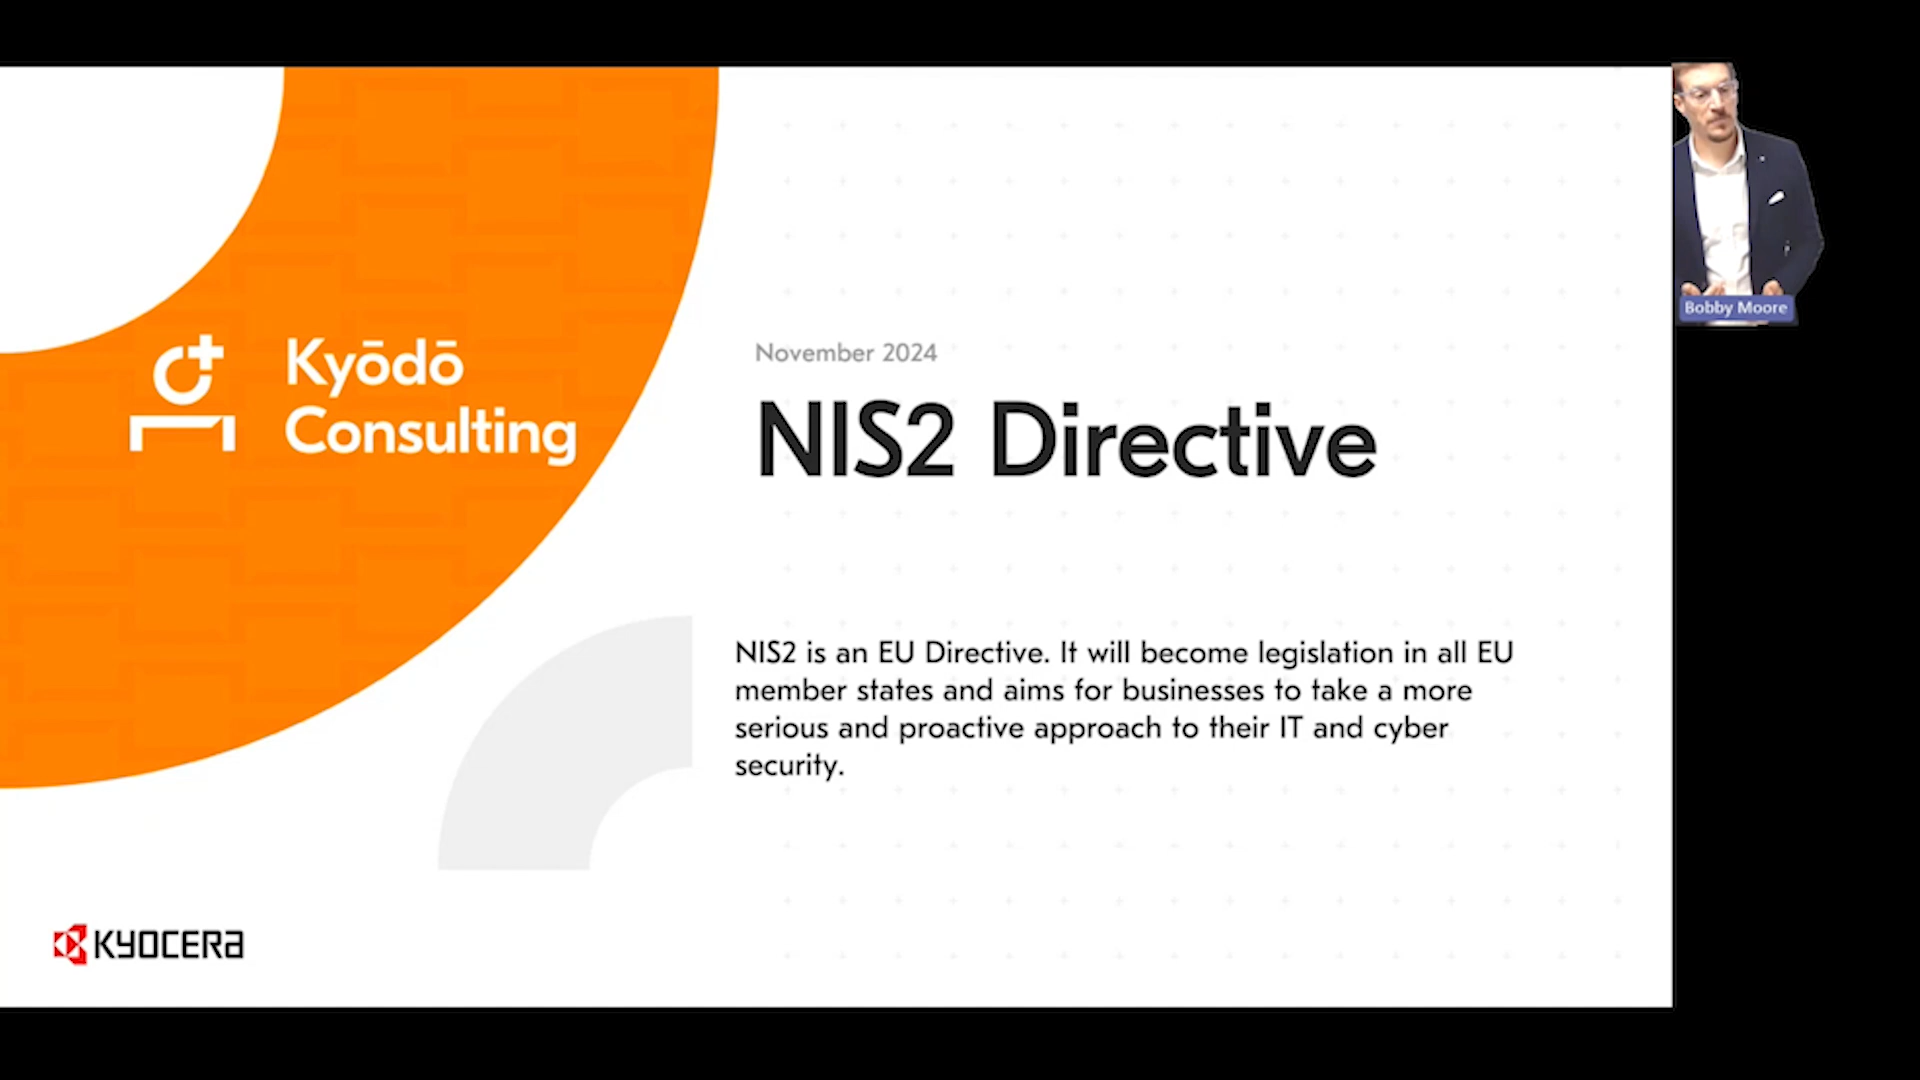 Kyōdō
Consulting
November 2024
NIS2 Directive
NIS2 is an EU Directive. It will become legislation in all EU
member states and aims for businesses to take a more
serious and proactive approach to their IT and cyber
security.
KYOCERA
Bobby Moore